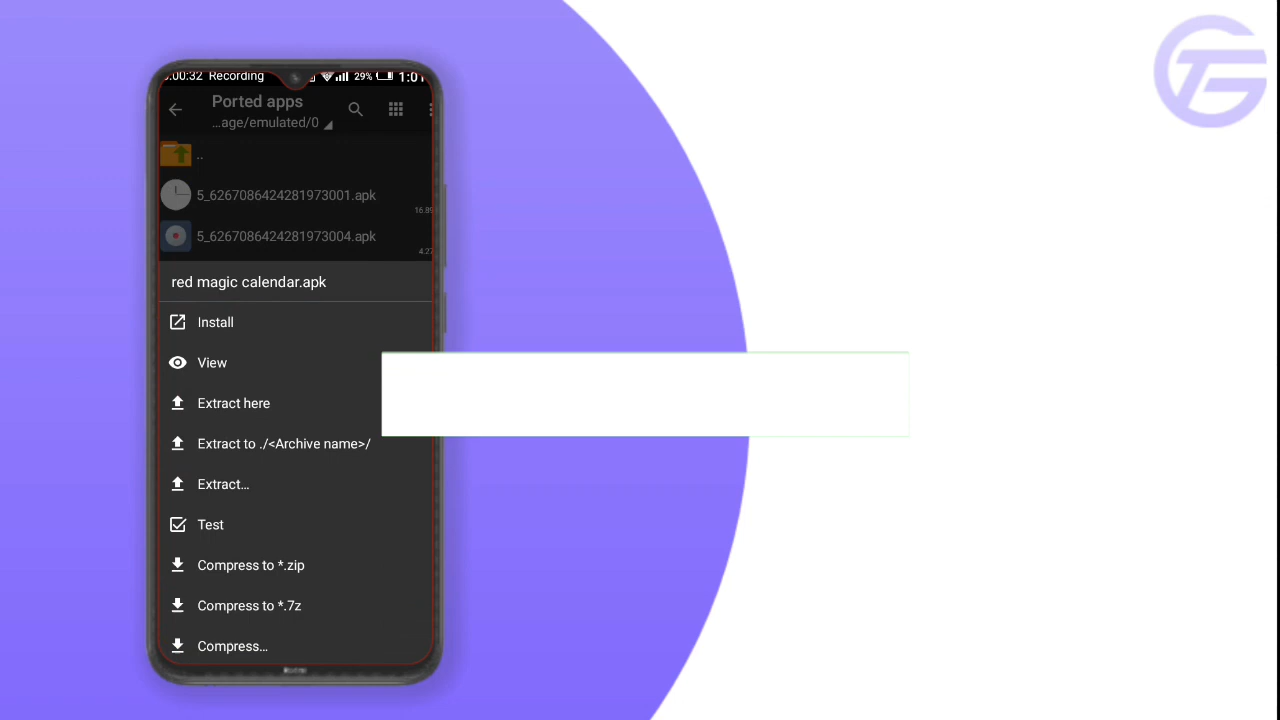 Recording 29%
Ported apps
...age/emulated/0
..
5_6267086424281973001.apk
5_6267086424281973004.apk
red magic calendar.apk
Install
View
Extract here
Extract to ./<Archive name>/
Extract...
Test
Compress to *.zip
Compress to *.7z
Compress...